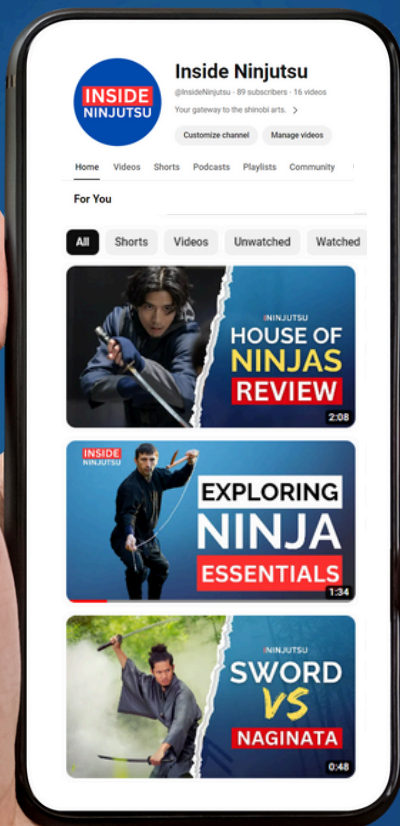 INSIDE
NINJUTSU
Inside Ninjutsu
@InsideNinjutsu · 89 subscribers · 16 videos
Your gateway to the shinobi arts.
Customize channel
Manage videos
Home Videos Shorts Podcasts Playlists Community
For You
All Shorts Videos Unwatched Watched
NINJUTSU
HOUSE OF
NINJAS
REVIEW
2:08
INSIDE
NINJUTSU
EXPLORING
NINJA
ESSENTIALS
1:34
NINJUTSU
SWORD
VS
NAGINATA
0:48